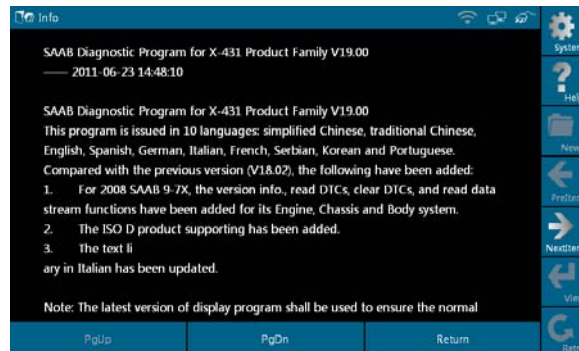 Info
SAAB Diagnostic Program for X-431 Product Family V19.00
—— 2011-06-23 14:48:10
SAAB Diagnostic Program for X-431 Product Family V19.00
This program is issued in 10 languages: simplified Chinese, traditional Chinese,
English, Spanish, German, Italian, French, Serbian, Korean and Portuguese.
Compared with the previous version (V18.02), the following have been added:
1. For 2008 SAAB 9-7X, the version info., read DTCs, clear DTCs, and read data
stream functions have been added for its Engine, Chassis and Body system.
2. The ISO D product supporting has been added.
3. The text li
ary in Italian has been updated.
Note: The latest version of display program shall be used to ensure the normal
PgUp
PgDn
Return
Syster
Hel
New
PreIter
NextIter
Vie
Retu